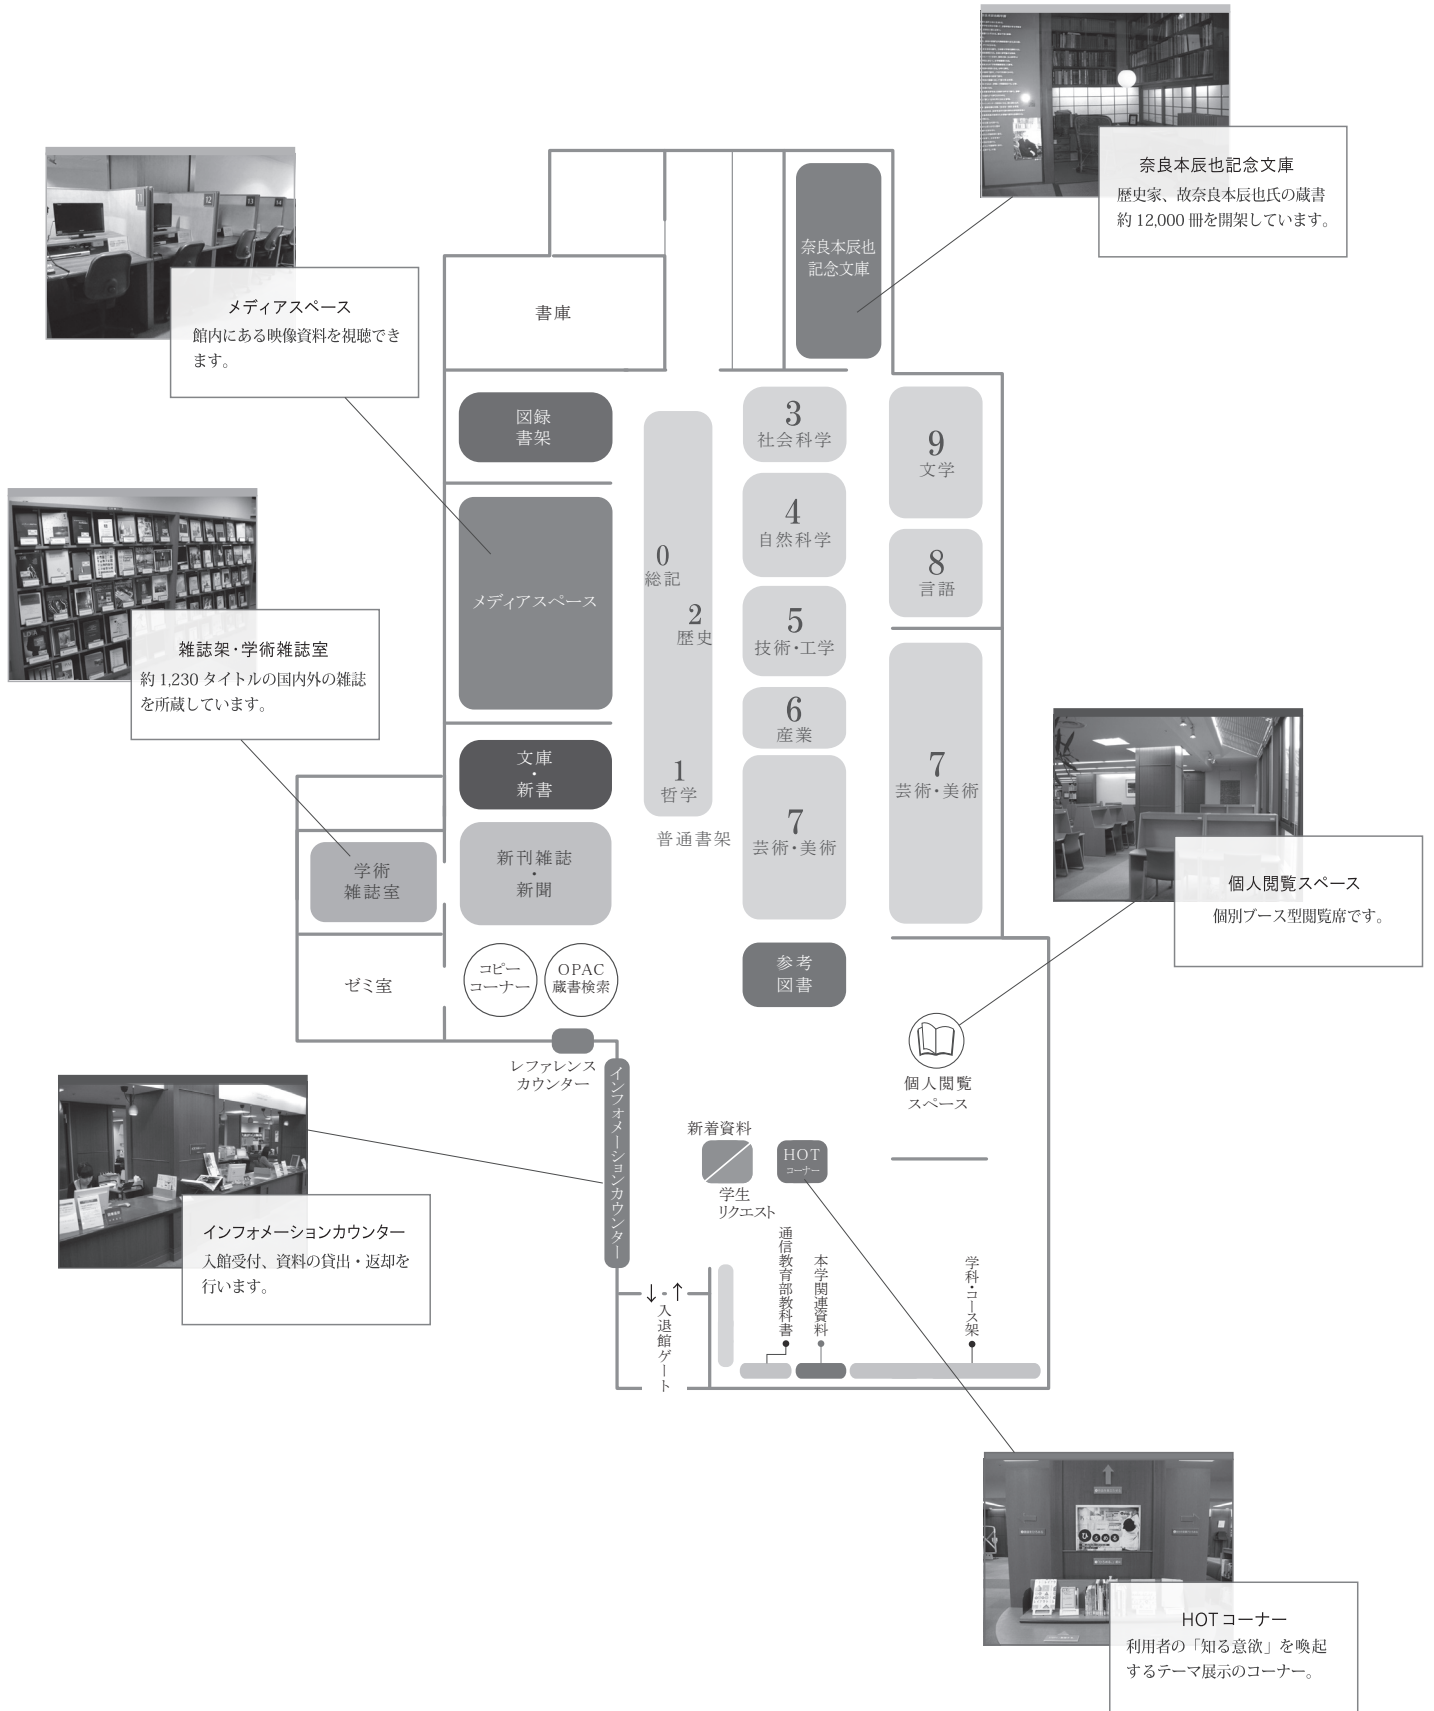 奈良本辰也記念文庫
歴史家、故奈良本辰也氏の蔵書
約 12,000 冊を開架しています。
メディアスペース
館内にある映像資料を視聴でき
ます。
雑誌架・学術雑誌室
約 1,230 タイトルの国内外の雑誌
を所蔵しています。
個人閲覧スペース
個別ブース型閲覧席です。
インフォメーションカウンター
入館受付、資料の貸出・返却を
行います。
HOT コーナー
利用者の「知る意欲」を喚起
するテーマ展示のコーナー。
奈良本辰也
記念文庫
書庫
図録
書架
メディアスペース
文庫
・
新書
新刊雑誌
・
新聞
学術
雑誌室
ゼミ室
コピー
コーナー
OPAC
蔵書検索
レファレンス
カウンター
インフォメーションカウンター
0
総記
2
歴史
1
哲学
普通書架
3
社会科学
4
自然科学
5
技術・工学
6
産業
7
芸術・美術
参考
図書
9
文学
8
言語
7
芸術・美術
個人閲覧
スペース
新着資料
学生
リクエスト
HOT
コーナー
通信教育部教科書
本学関連資料
学科・コース架
↓・↑
入退館ゲート